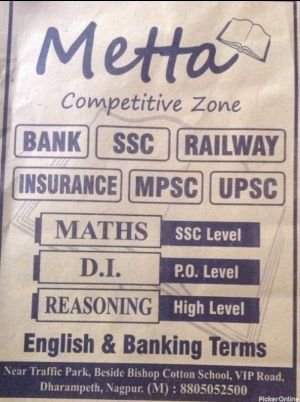 Metta
Competitive Zone
BANK SSC RAILWAY
INSURANCE MPSC UPSC
MATHS SSC Level
D.I. P.O. Level
REASONING High Level
English & Banking Terms
Near Traffic Park, Beside Bishop Cotton School, VIP Road,
Dharampeth, Nagpur. (M) : 8805052500
PickerOnline